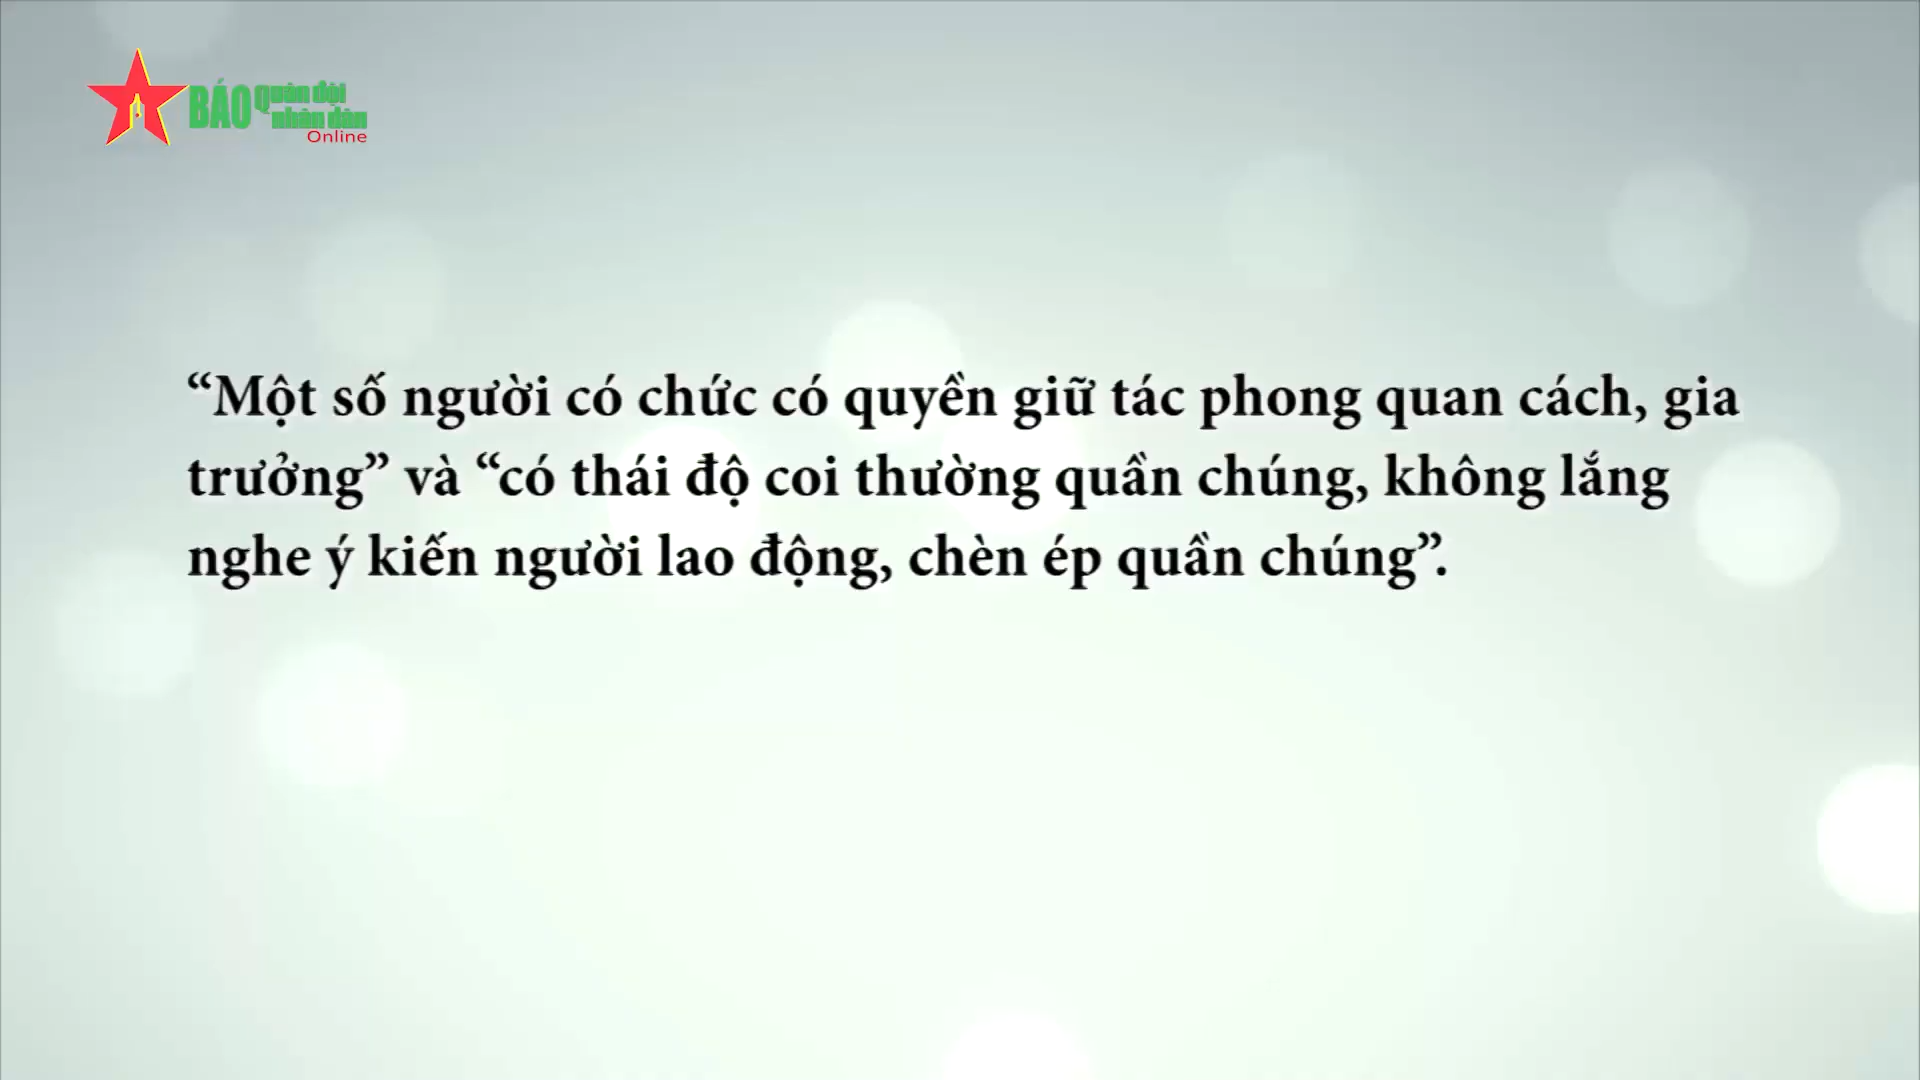 BÁO Quân đội
nhân dân
Online
“Một số người có chức có quyền giữ tác phong quan cách, gia
trưởng” và “có thái độ coi thường quần chúng, không lắng
nghe ý kiến người lao động, chèn ép quần chúng”.